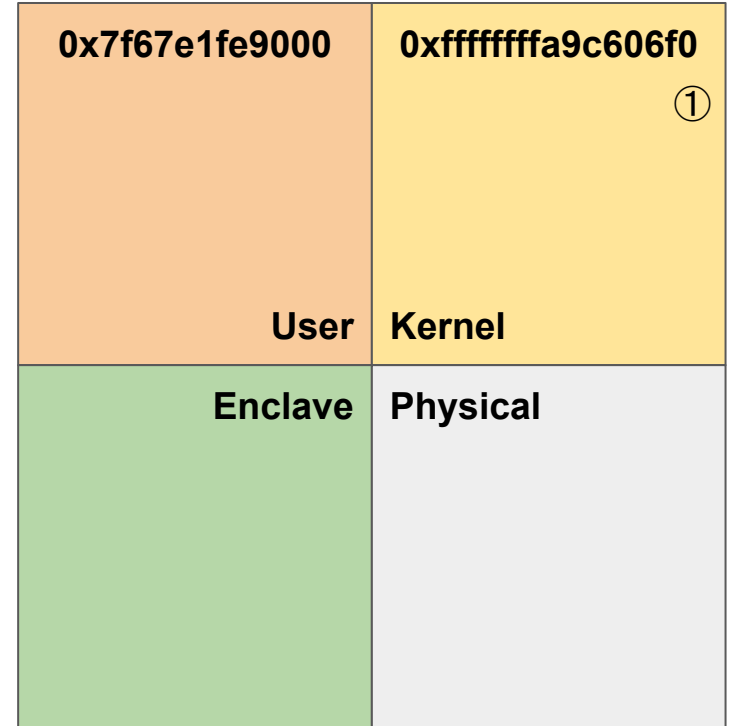 0x7f67e1fe9000
0xffffffffa9c606f0
①
User
Kernel
Enclave
Physical